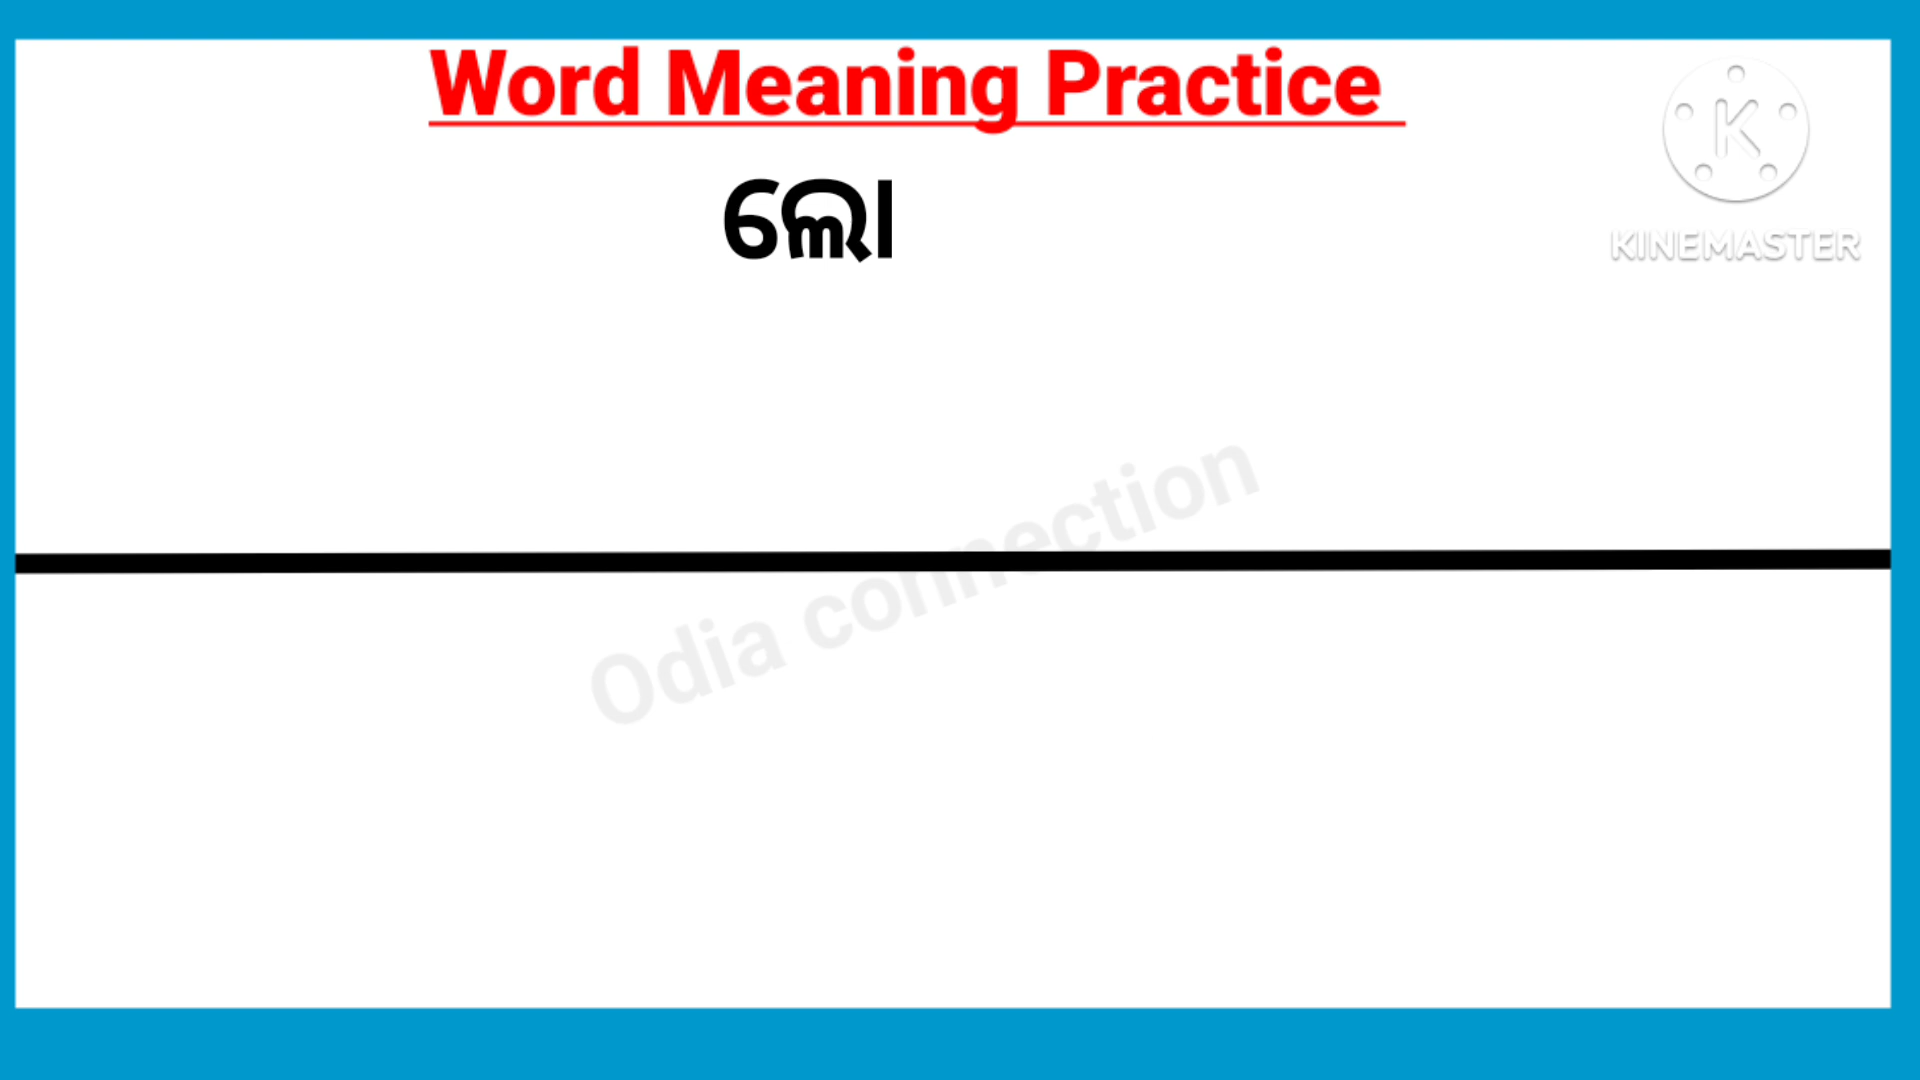 Word Meaning Practice
ଲୋ
K
KINEMASTER
Odia connection